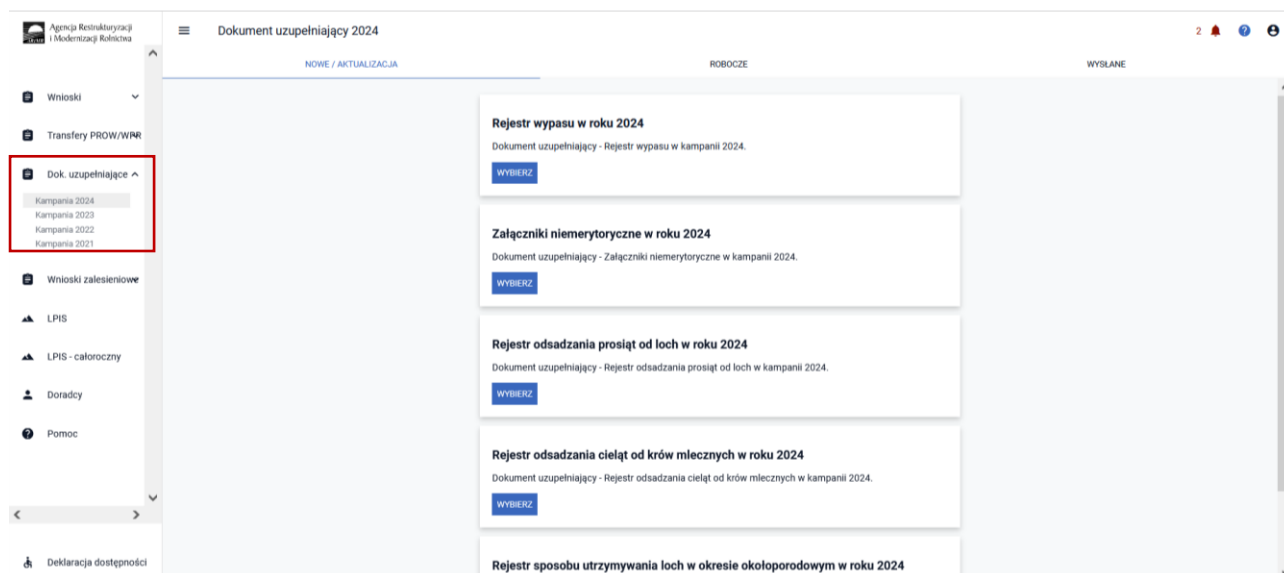 Agencja Restrukturyzacji
i Modernizacji Rolnictwa
Dokument uzupełniający 2024
2
NOWE / AKTUALIZACJA
ROBOCZE
WYSŁANE
Wnioski
Transfery PROW/WPR
Dok. uzupełniające
Kampania 2024
Kampania 2023
Kampania 2022
Kampania 2021
Wnioski zalesieniowe
LPIS
LPIS - całoroczny
Doradcy
Pomoc
Deklaracja dostępności
Rejestr wypasu w roku 2024
Dokument uzupełniający - Rejestr wypasu w kampanii 2024.
WYBIERZ
Załączniki niemerytoryczne w roku 2024
Dokument uzupełniający - Załączniki niemerytoryczne w kampanii 2024.
WYBIERZ
Rejestr odsadzania prosiąt od loch w roku 2024
Dokument uzupełniający - Rejestr odsadzania prosiąt od loch w kampanii 2024.
WYBIERZ
Rejestr odsadzania cieląt od krów mlecznych w roku 2024
Dokument uzupełniający - Rejestr odsadzania cieląt od krów mlecznych w kampanii 2024.
WYBIERZ
Rejestr sposobu utrzymywania loch w okresie okołoporodowym w roku 2024